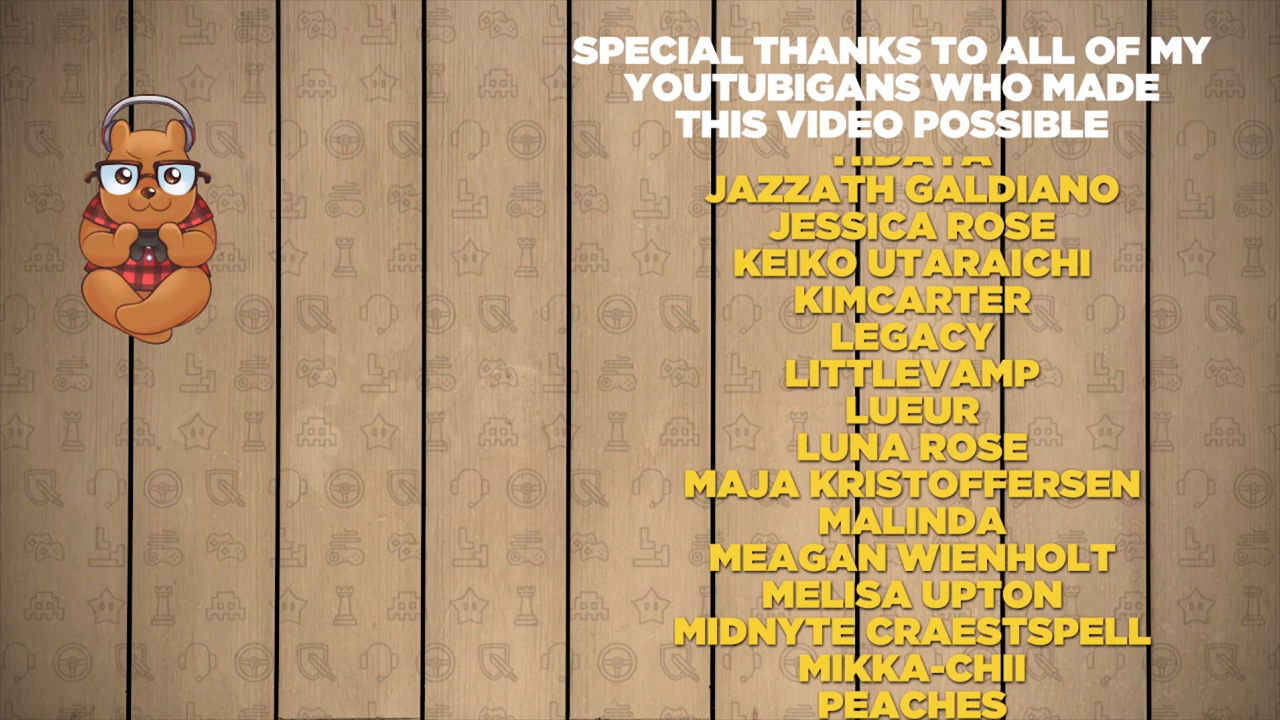 SPECIAL THANKS TO ALL OF MY
YOUTUBIGANS WHO MADE
THIS VIDEO POSSIBLE
JAZZATH GALDIANO
JESSICA ROSE
KEIKO UTARAICHI
KIMCARTER
LEGACY
LITTLEVAMP
LUEUR
LUNA ROSE
MAJA KRISTOFFERSEN
MALINDA
MEAGAN WIENHOLT
MELISA UPTON
MIDNYTE CRAESTSPELL
MIKKA-CHII
PEACHES